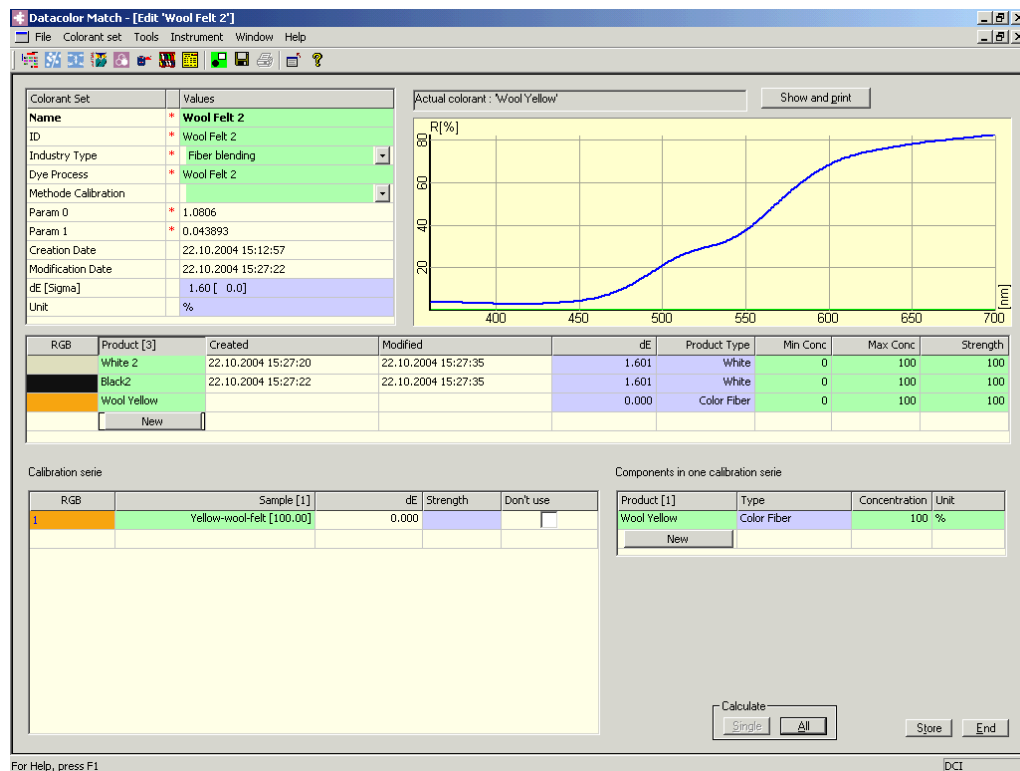 Datacolor Match - [Edit 'Wool Felt 2']
File Colorant set Tools Instrument Window Help
Colorant Set Values
Name * Wool Felt 2
ID * Wool Felt 2
Industry Type * Fiber blending
Dye Process * Wool Felt 2
Methode Calibration
Param 0 * 1.0806
Param 1 * 0.043893
Creation Date 22.10.2004 15:12:57
Modification Date 22.10.2004 15:27:22
dE [Sigma] 1.60 [ 0.0]
Unit %
Actual colorant : 'Wool Yellow'
Show and print
R[%]
80
60
40
20
400 450 500 550 600 650 700
[nm]
RGB Product [3] Created Modified dE Product Type Min Conc Max Conc Strength
White 2 22.10.2004 15:27:20 22.10.2004 15:27:35 1.601 White 0 100 100
Black2 22.10.2004 15:27:22 22.10.2004 15:27:35 1.601 White 0 100 100
Wool Yellow 0.000 Color Fiber 0 100 100
New
Calibration serie
RGB Sample [1] dE Strength Don't use
1 Yellow-wool-felt [100.00] 0.000
Components in one calibration serie
Product [1] Type Concentration Unit
Wool Yellow Color Fiber 100 %
New
Calculate
Single All
Store End
For Help, press F1
DCI